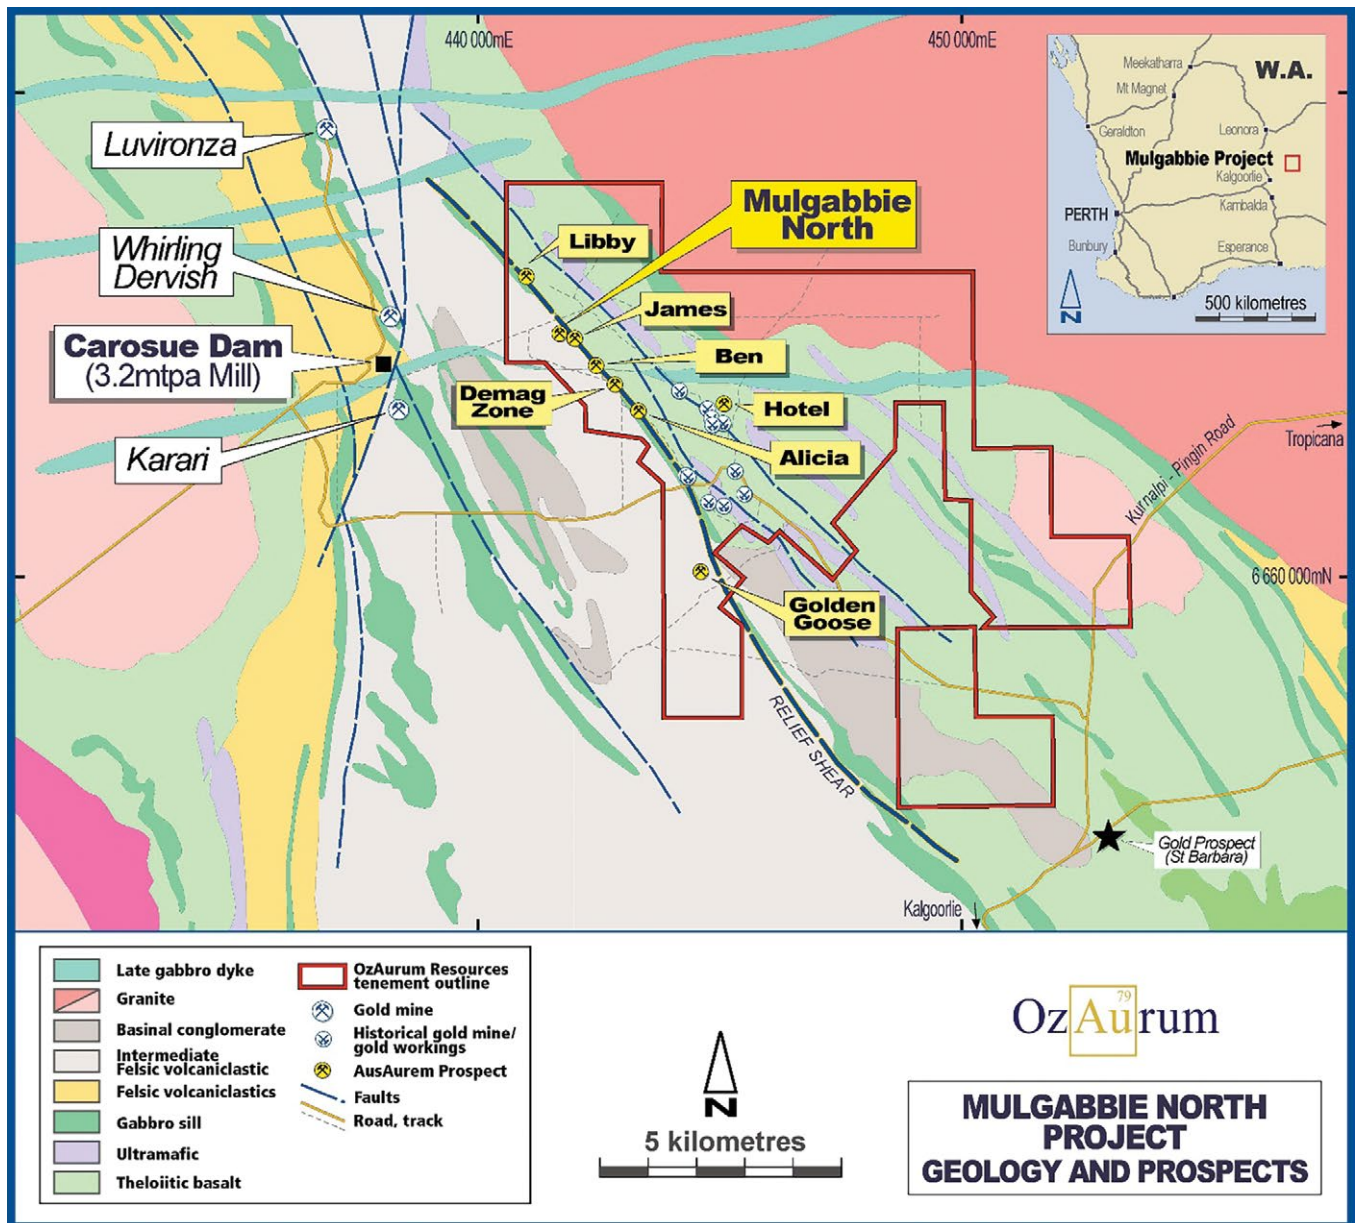 440 000mE
450 000mE
Meekatharra
W.A.
Mt Magnet
Geraldton
Leonora
Mulgabbie Project
Kalgoorlie
Kambalda
PERTH
Bunbury
Esperance
N
500 kilometres
Luvironza
Whirling
Dervish
Carosue Dam
(3.2mtpa Mill)
Karari
Mulgabbie
North
Libby
James
Ben
Demag
Zone
Hotel
Alicia
Golden
Goose
Kurnalpi - Pingin Road
Tropicana
6 660 000mN
RELIEF SHEAR
Gold Prospect
(St Barbara)
Kalgoorlie
Late gabbro dyke
Granite
Basinal conglomerate
Intermediate
Felsic volcaniclastic
Felsic volcaniclastics
Gabbro sill
Ultramafic
Theloiitic basalt
OzAurum Resources
tenement outline
Gold mine
Historical gold mine/
gold workings
AusAurem Prospect
Faults
Road, track
N
5 kilometres
79
OzAurum
MULGABBIE NORTH
PROJECT
GEOLOGY AND PROSPECTS